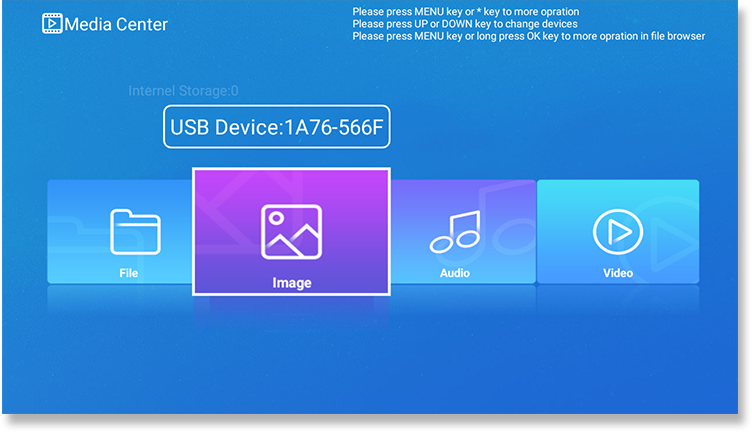 Media Center
Please press MENU key or * key to more opration
Please press UP or DOWN key to change devices
Please press MENU key or long press OK key to more opration in file browser
Internet Storage:0
USB Device:1A76-566F
File
Image
Audio
Video